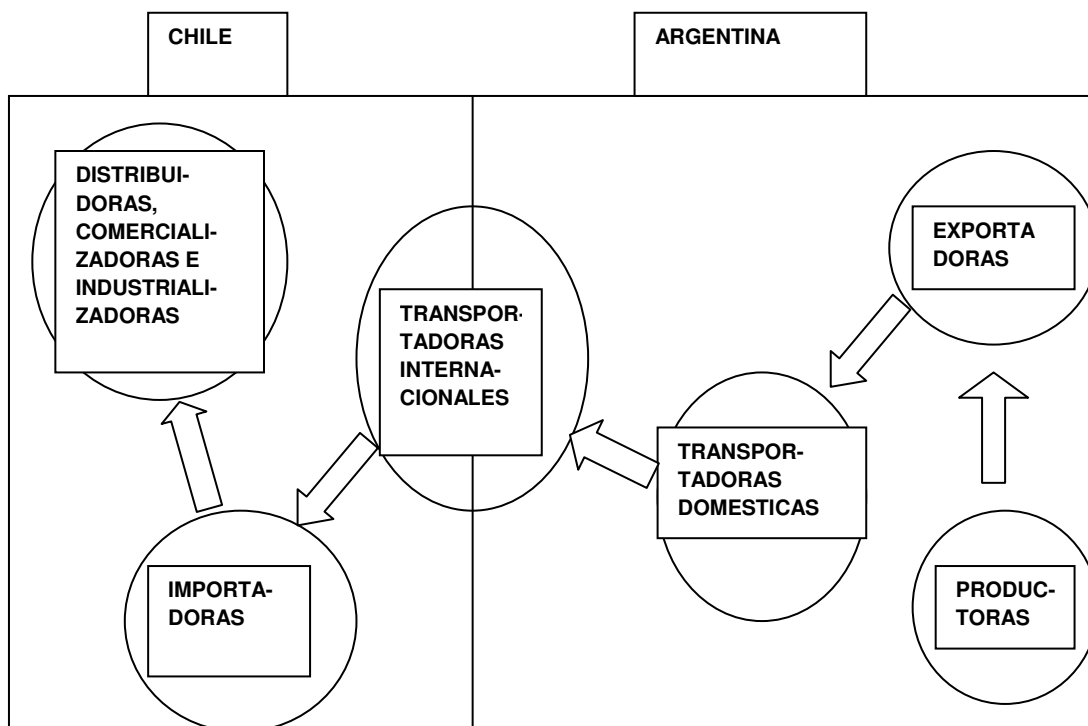 CHILE
ARGENTINA
DISTRIBUI-
DORAS,
COMERCIALI-
ZADORAS E
INDUSTRIALI-
ZADORAS
TRANSPOR-
TADORAS
INTERNA-
CIONALES
EXPORTA
DORAS
TRANSPOR-
TADORAS
DOMESTICAS
IMPORTA-
DORAS
PRODUC-
TORAS